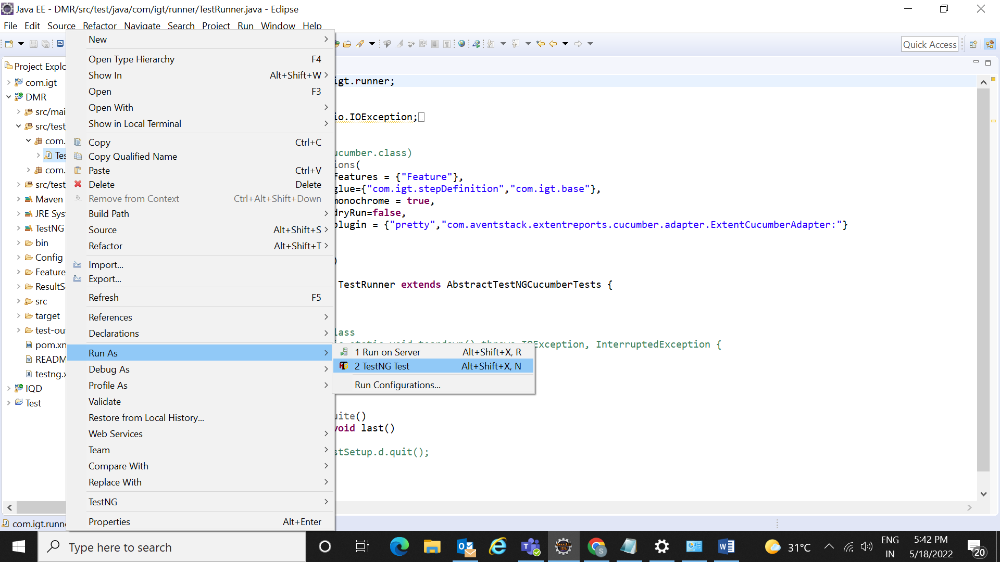 Java EE - DMR/src/test/java/com/igt/runner/TestRunner.java - Eclipse
File Edit Source Refactor Navigate Search Project Run Window Help
Quick Access
Project Explo
com.igt
DMR
src/mai
src/test
com.
Tes
com.
src/test
Maven
JRE Sys
TestNG
bin
Config
Feature
ResultS
src
target
test-ou
pom.xn
READM
testng.x
IQD
Test
com.igt.runne
New
Open Type Hierarchy F4
Show In Alt+Shift+W
Open F3
Open With
Show in Local Terminal
Copy Ctrl+C
Copy Qualified Name
Paste Ctrl+V
Delete Delete
Remove from Context Ctrl+Alt+Shift+Down
Build Path
Source Alt+Shift+S
Refactor Alt+Shift+T
Import...
Export...
Refresh F5
References
Declarations
Run As
Debug As
Profile As
Validate
Restore from Local History...
Web Services
Team
Compare With
Replace With
TestNG
Properties Alt+Enter
1 Run on Server Alt+Shift+X, R
2 TestNG Test Alt+Shift+X, N
Run Configurations...
igt.runner;
io.IOException;
ucumber.class)
ions(
features = {"Feature"},
glue={"com.igt.stepDefinition","com.igt.base"},
monochrome = true,
dryRun=false,
plugin = {"pretty","com.aventstack.extentreports.cucumber.adapter.ExtentCucumberAdapter:"}
)
TestRunner extends AbstractTestNGCucumberTests {
lass
static void teardown() throws IOException, InterruptedException {
uite()
void last()
stSetup.d.quit();
Type here to search
31°C
ENG
IN
5:42 PM
5/18/2022
20